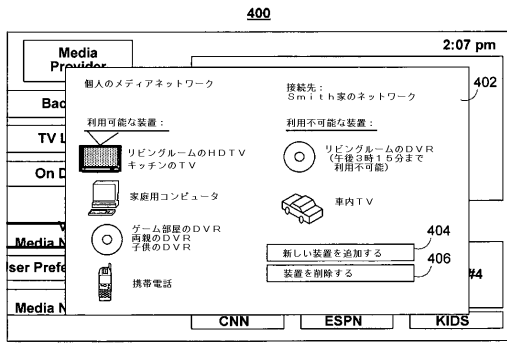 400
Media
Provider
2:07 pm
Bac
TV L
On D
Media N
ser Prefe
Media N
個人のメディアネットワーク
接続先：
Ｓｍｉｔｈ家のネットワーク
402
利用可能な装置：
利用不可能な装置：
リビングルームのＨＤＴＶ
キッチンのＴＶ
リビングルームのＤＶＲ
（午後３時１５分まで
利用不可能）
家庭用コンピュータ
車内ＴＶ
ゲーム部屋のＤＶＲ
両親のＤＶＲ
子供のＤＶＲ
404
新しい装置を追加する
406
装置を削除する
携帯電話
#4
CNN
ESPN
KIDS